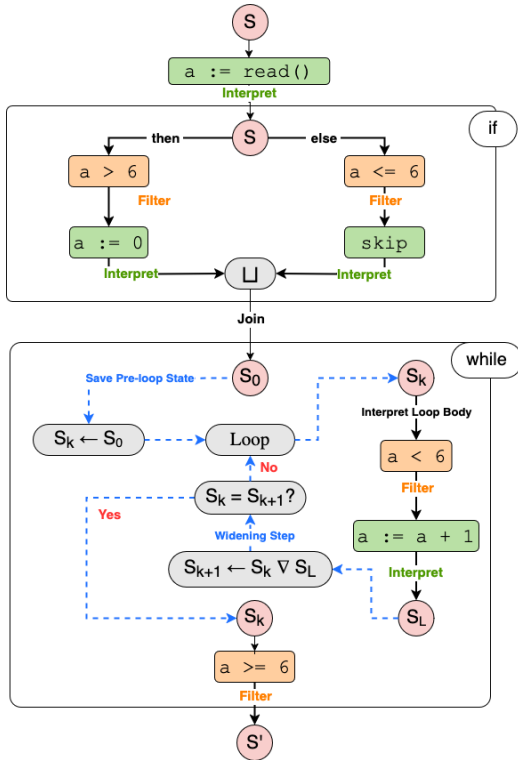 S
a := read()
Interpret
if
then
S
else
a > 6
a <= 6
Filter
Filter
a := 0
skip
Interpret
⊔
Interpret
Join
while
Save Pre-loop State
S0
Sk
Interpret Loop Body
Sk ← S0
Loop
a < 6
No
Filter
Sk = Sk+1?
Yes
Widening Step
a := a + 1
Sk+1 ← Sk ∇ SL
Interpret
Sk
SL
a >= 6
Filter
S'